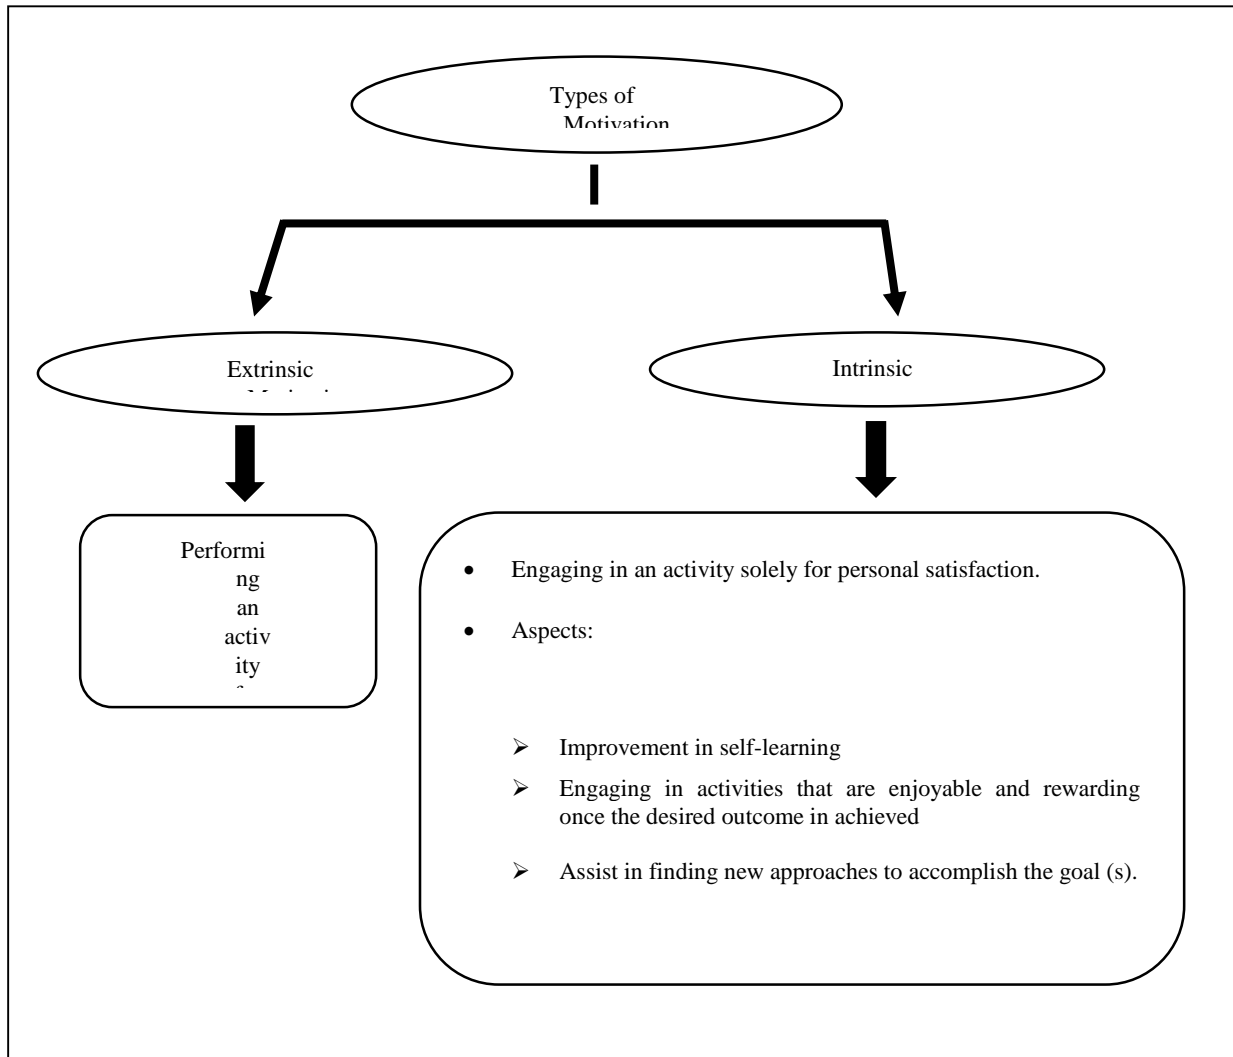 Types of
Motivation
Extrinsic
Intrinsic
Performi
ng
an
activ
ity
• Engaging in an activity solely for personal satisfaction.
• Aspects:
➢ Improvement in self-learning
➢ Engaging in activities that are enjoyable and rewarding
once the desired outcome in achieved
➢ Assist in finding new approaches to accomplish the goal (s).